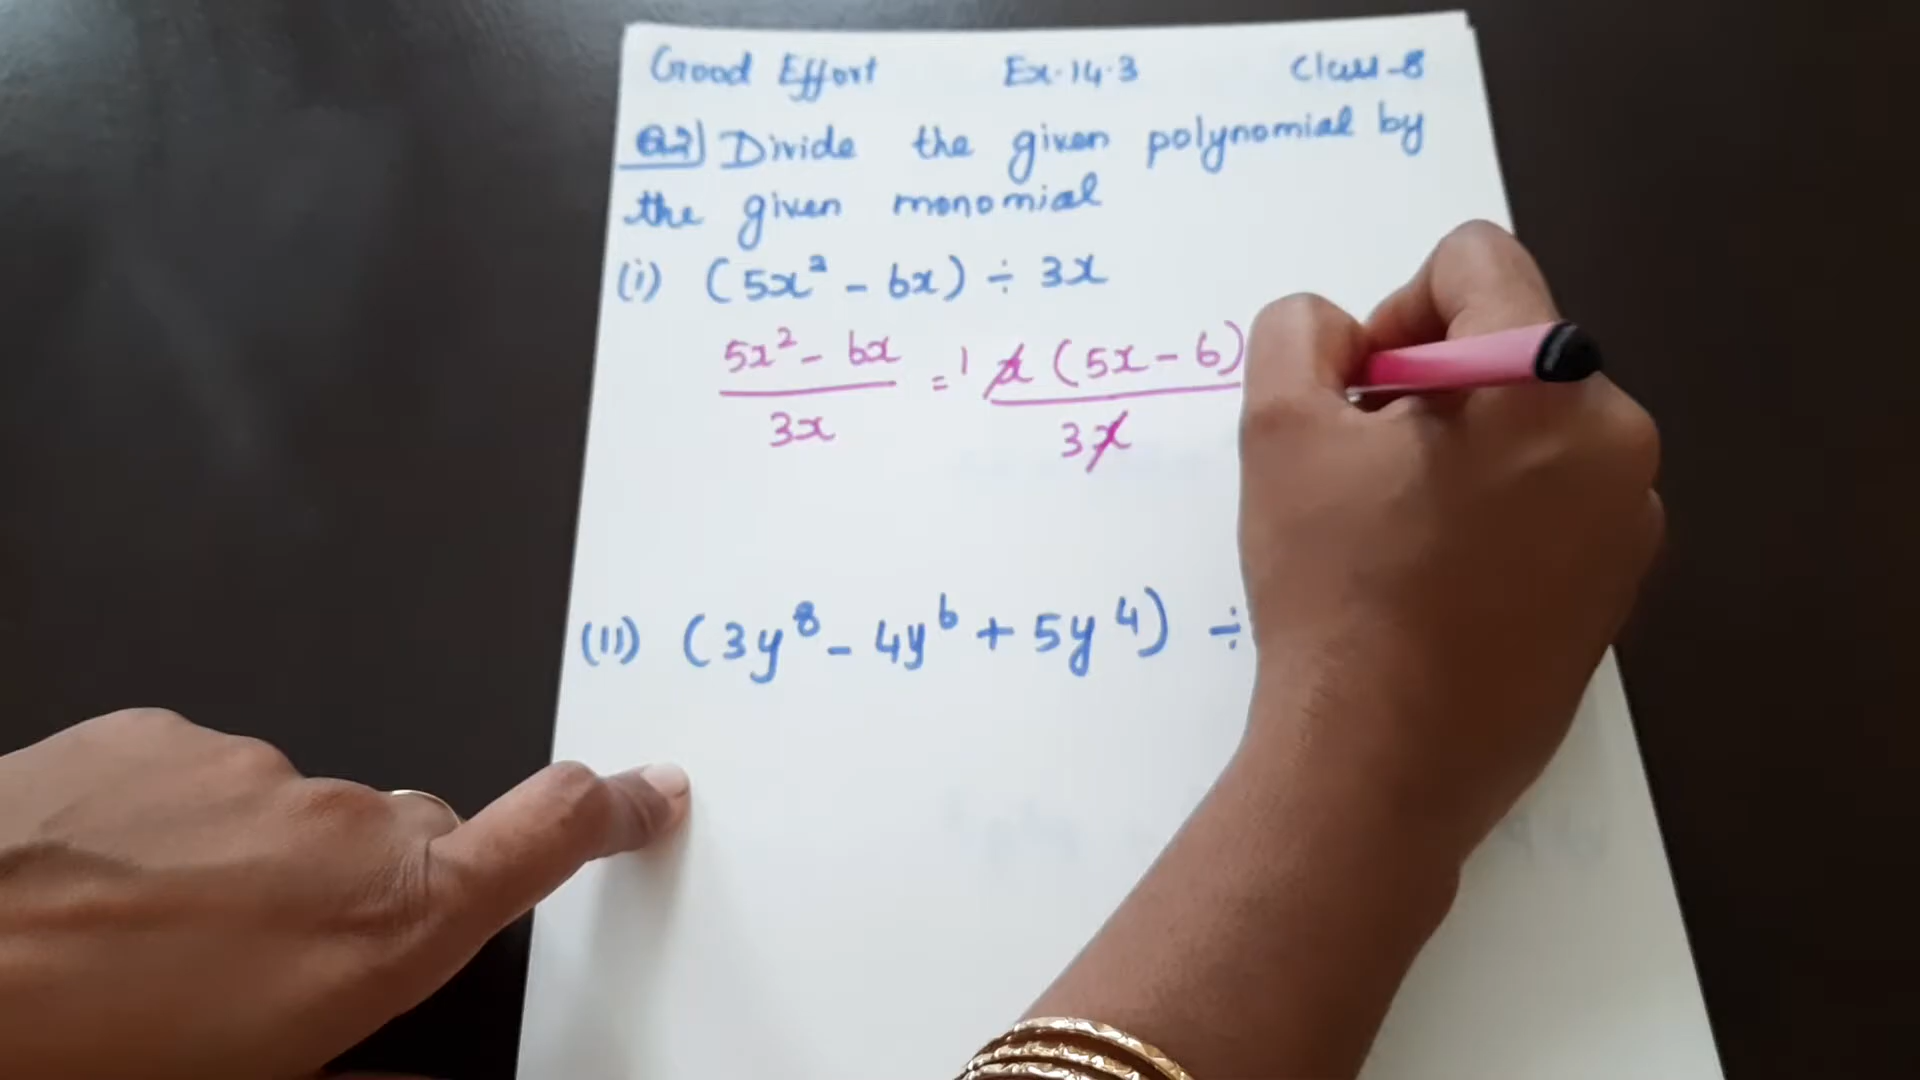 Good Effort Ex.14.3 Class-8
Q2) Divide the given polynomial by
the given monomial
(i) (5x² - 6x) ÷ 3x
5x² - 6x / 3x = 1 x (5x - 6) / 3x
(ii) (3y⁸ - 4y⁶ + 5y⁴) ÷